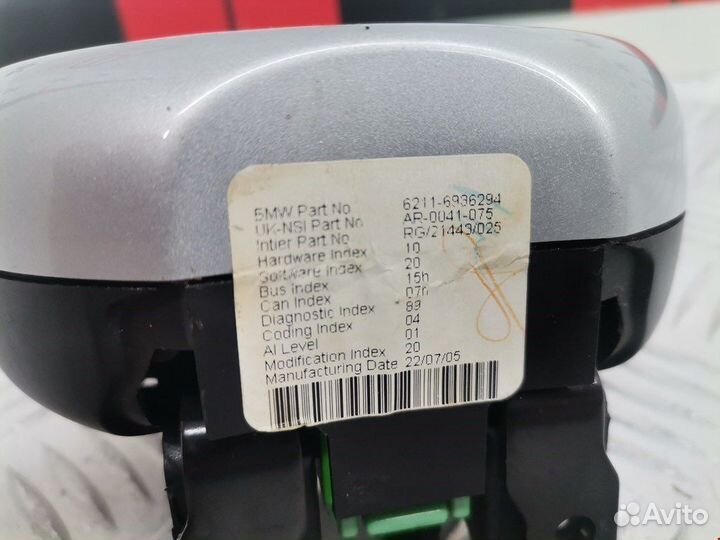 BMW Part No 6211-6936294
UK-NSI Part No AR-0041-075
Intier Part No RG/21443/025
Hardware Index 10
Software Index 20
Bus Index 15h
Can Index 07h
Diagnostic Index 89
Coding Index 04
AI Level 01
Modification Index 20
Manufacturing Date 22/07/05
Avito